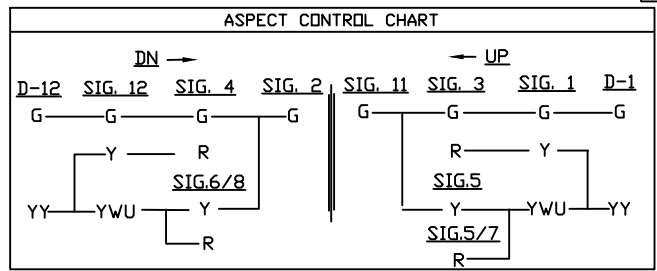 ASPECT CONTROL CHART
DN → ← UP
D-12 SIG. 12 SIG. 4 SIG. 2 SIG. 11 SIG. 3 SIG. 1 D-1
G G G G G G G G
Y R R Y
SIG.6/8 SIG.5
YY YWU Y Y YWU YY
SIG.5/7
R R